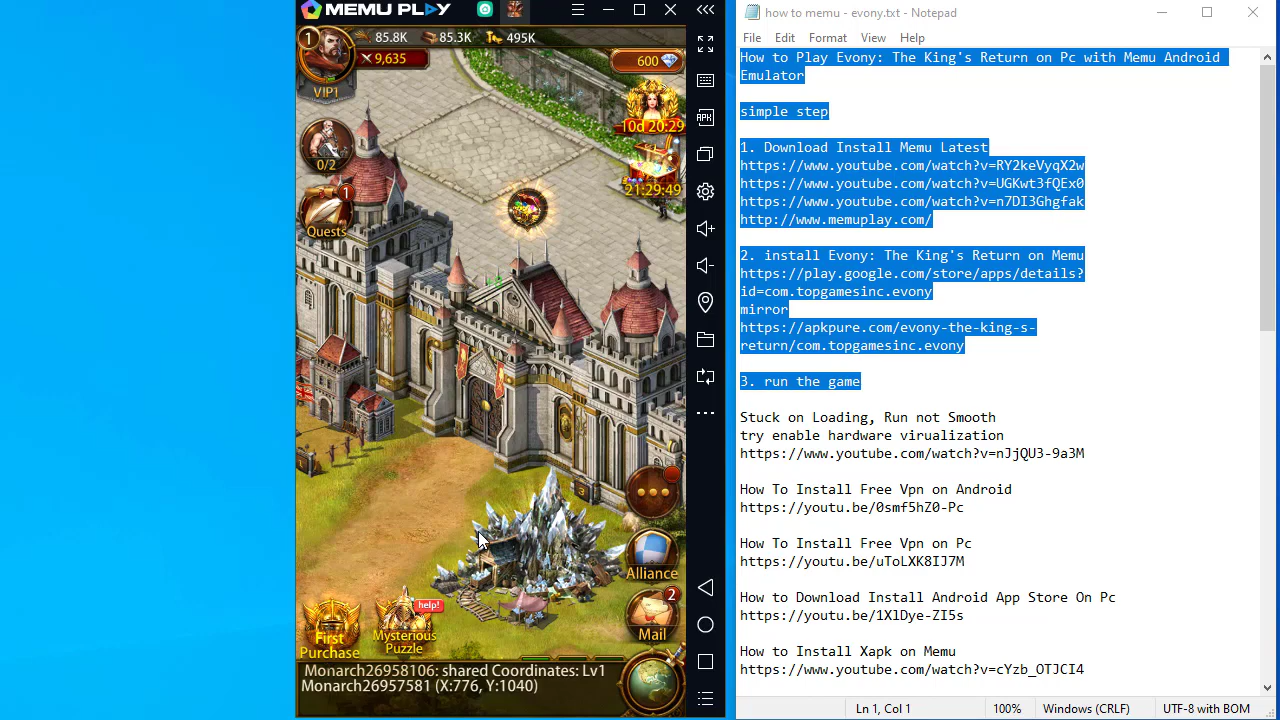 MEMU PLAY
1
85.8K
85.3K
495K
9,635
600
VIP1
10d 20:29
0/2
21:29:49
1
Quests
3
Alliance
help!
2
First
Purchase
Mysterious
Puzzle
Mail
Monarch26958106: shared Coordinates: Lv1
Monarch26957581 (X:776, Y:1040)
APK
how to memu - evony.txt - Notepad
File Edit Format View Help
How to Play Evony: The King's Return on Pc with Memu Android
Emulator
simple step
1. Download Install Memu Latest
https://www.youtube.com/watch?v=RY2keVyqX2w
https://www.youtube.com/watch?v=UGKwt3fQEx0
https://www.youtube.com/watch?v=n7DI3Ghgfak
http://www.memuplay.com/
2. install Evony: The King's Return on Memu
https://play.google.com/store/apps/details?
id=com.topgamesinc.evony
mirror
https://apkpure.com/evony-the-king-s-
return/com.topgamesinc.evony
3. run the game
Stuck on Loading, Run not Smooth
try enable hardware virualization
https://www.youtube.com/watch?v=nJjQU3-9a3M
How To Install Free Vpn on Android
https://youtu.be/0smf5hZ0-Pc
How To Install Free Vpn on Pc
https://youtu.be/uToLXK8IJ7M
How to Download Install Android App Store On Pc
https://youtu.be/1XlDye-ZI5s
How to Install Xapk on Memu
https://www.youtube.com/watch?v=cYzb_OTJCI4
Ln 1, Col 1
100%
Windows (CRLF)
UTF-8 with BOM